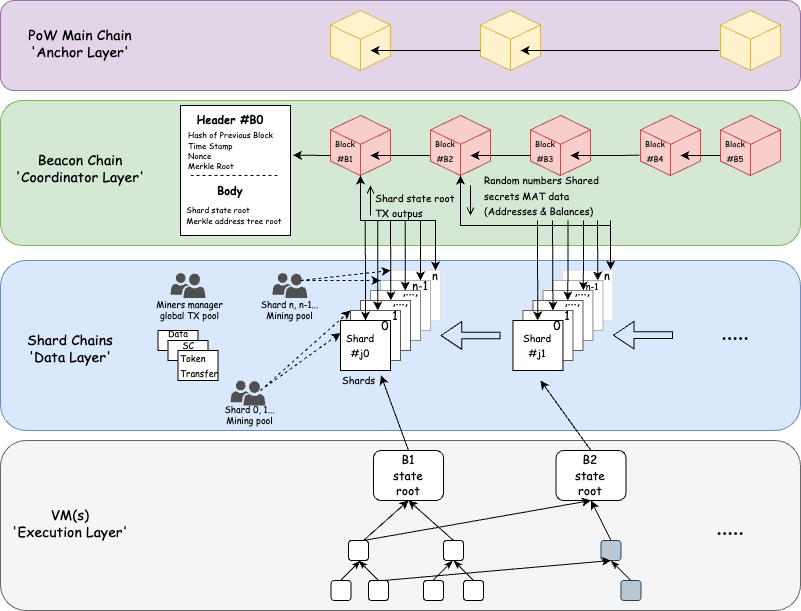 PoW Main Chain
'Anchor Layer'
Beacon Chain
'Coordinator Layer'
Header #B0
Hash of Previous Block
Time Stamp
Nonce
Merkle Root
Body
Shard state root
Merkle address tree root
Block
#B1
Block
#B2
Block
#B3
Block
#B4
Block
#B5
Shard state root
TX outpus
Random numbers Shared
secrets MAT data
(Addresses & Balances)
Shard Chains
'Data Layer'
Miners manager
global TX pool
Shard n, n-1...
Mining pool
Data
SC
Token
Transfer
Shard 0, 1...
Mining pool
n
n-1
....
1
0
Shard
#j0
Shards
n
n-1
....
1
0
Shard
#j1
.....
VM(s)
'Execution Layer'
B1
state
root
B2
state
root
.....